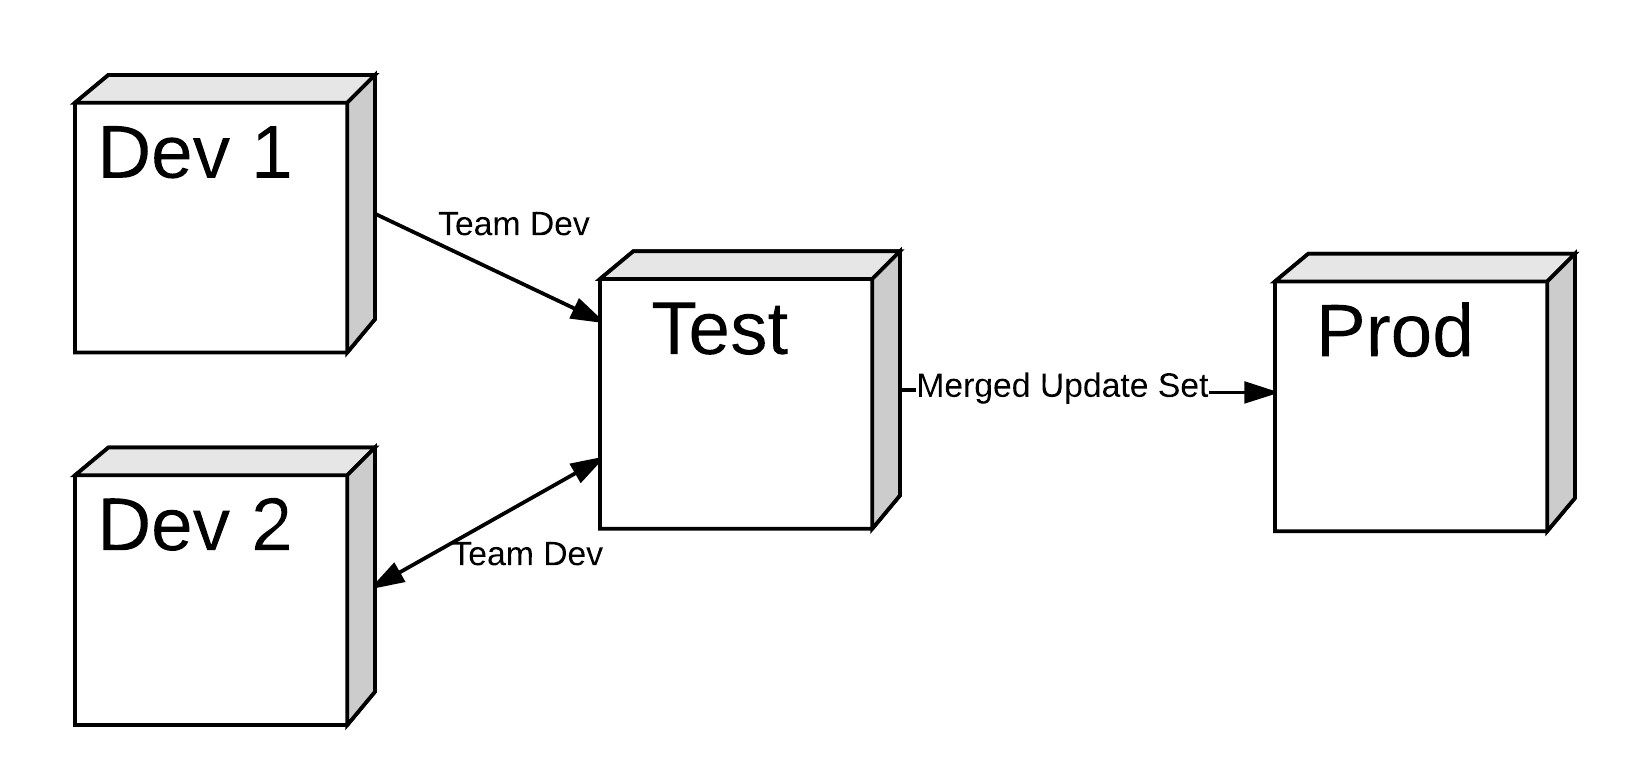 Dev 1
Team Dev
Test
Prod
Merged Update Set
Dev 2
Team Dev